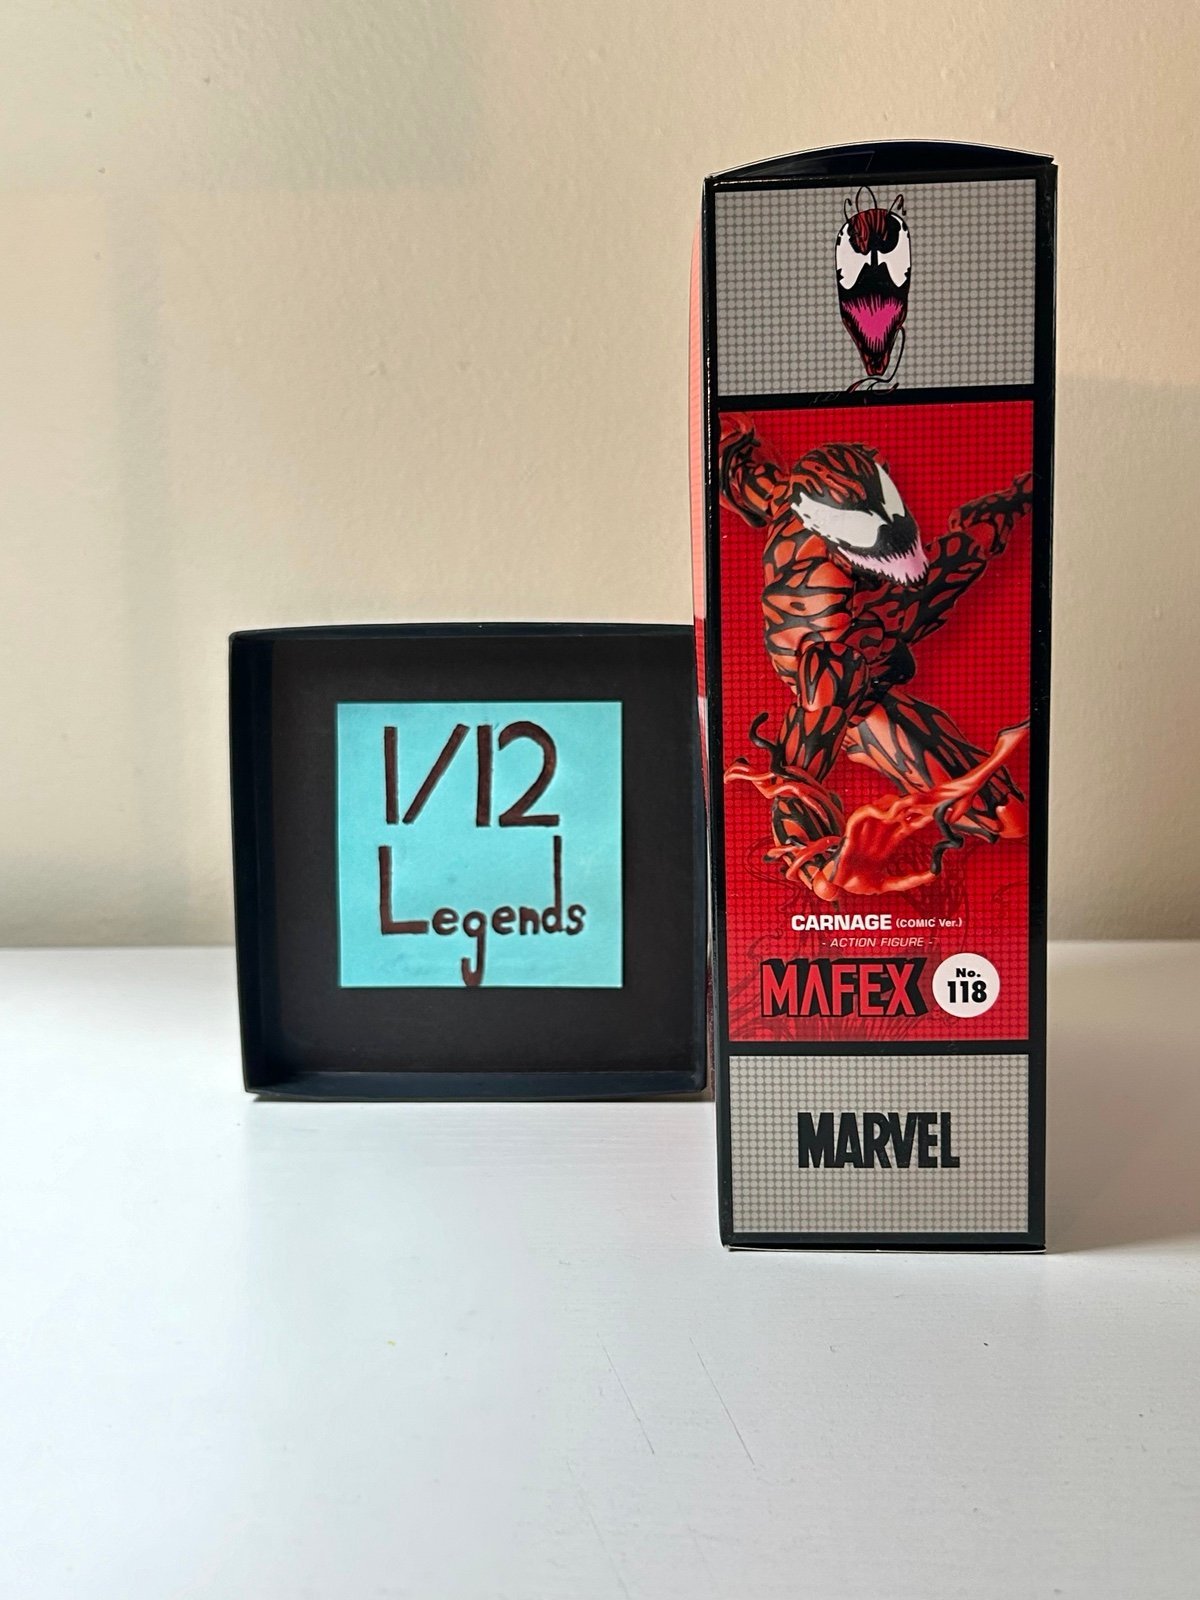 1/12
Legends
CARNAGE (COMIC Ver.)
- ACTION FIGURE -
MAFEX No. 118
MARVEL